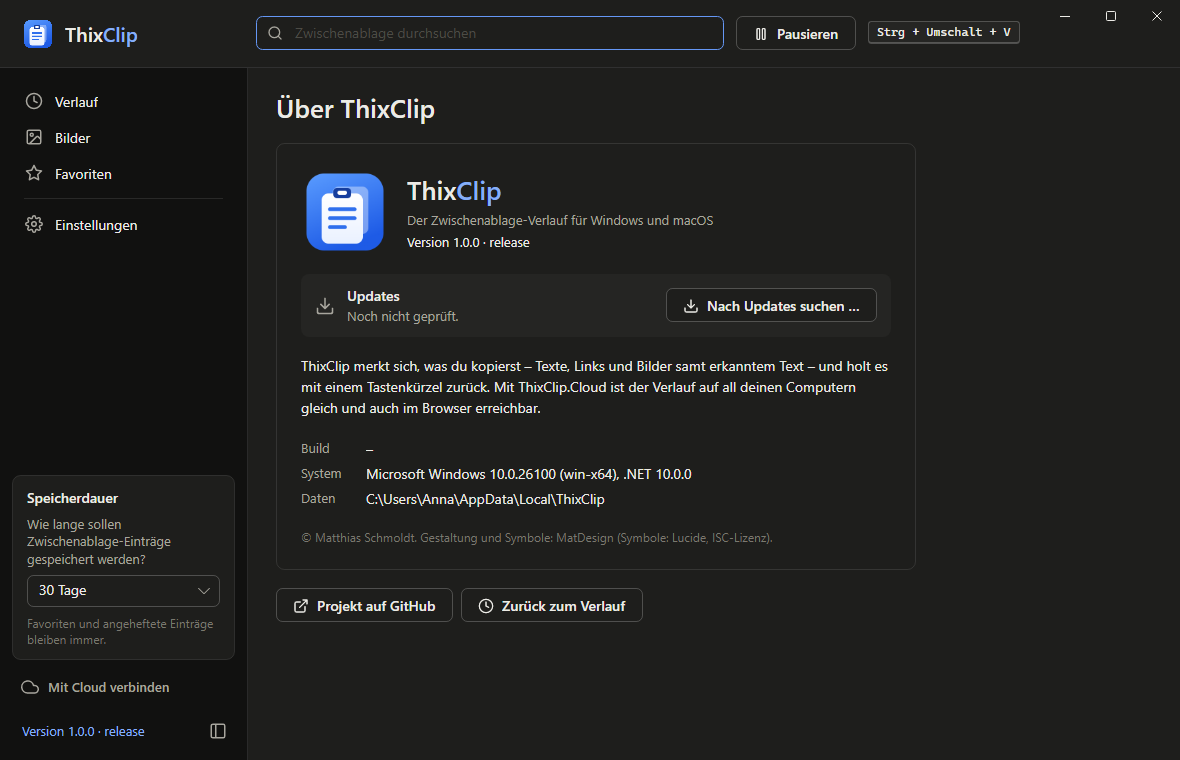 ThixClip
Zwischenablage durchsuchen
Pausieren
Strg + Umschalt + V
Verlauf
Bilder
Favoriten
Einstellungen
Speicherdauer
Wie lange sollen
Zwischenablage-Einträge
gespeichert werden?
30 Tage
Favoriten und angeheftete Einträge
bleiben immer.
Mit Cloud verbinden
Version 1.0.0 · release
Über ThixClip
ThixClip
Der Zwischenablage-Verlauf für Windows und macOS
Version 1.0.0 · release
Updates
Noch nicht geprüft.
Nach Updates suchen ...
ThixClip merkt sich, was du kopierst – Texte, Links und Bilder samt erkanntem Text – und holt es
mit einem Tastenkürzel zurück. Mit ThixClip.Cloud ist der Verlauf auf all deinen Computern
gleich und auch im Browser erreichbar.
Build –
System Microsoft Windows 10.0.26100 (win-x64), .NET 10.0.0
Daten C:\Users\Anna\AppData\Local\ThixClip
© Matthias Schmoldt. Gestaltung und Symbole: MatDesign (Symbole: Lucide, ISC-Lizenz).
Projekt auf GitHub
Zurück zum Verlauf